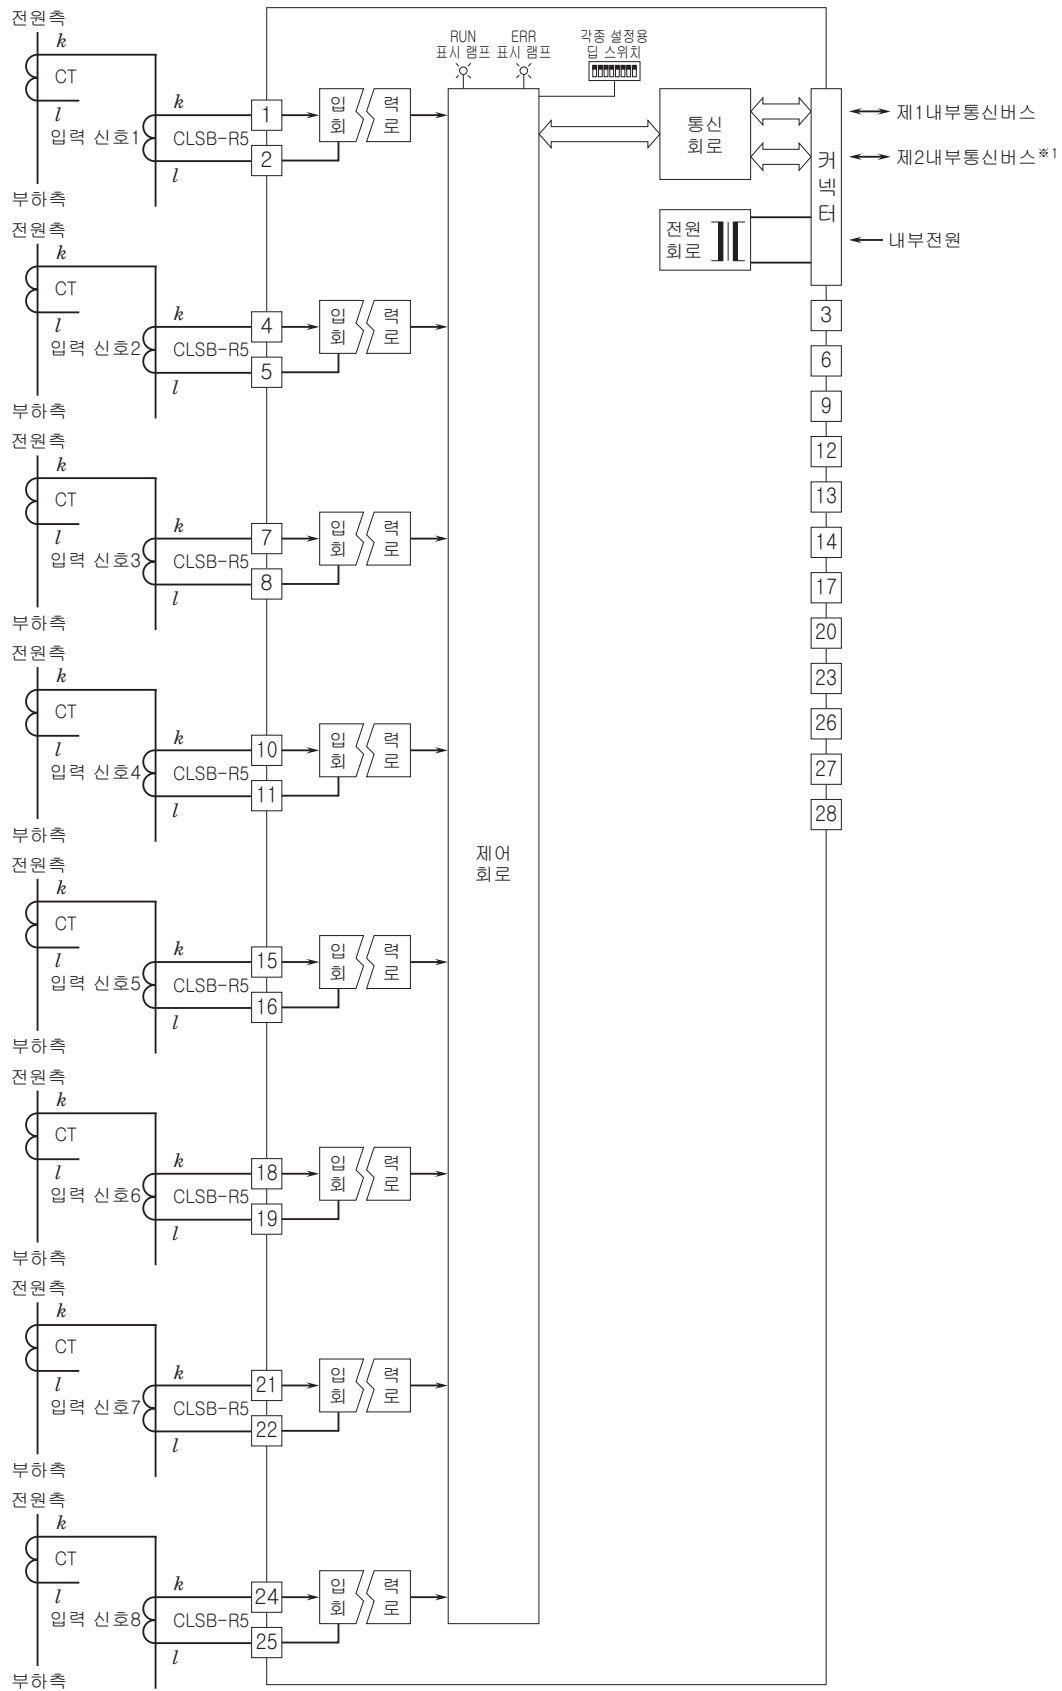 전원측
k
CT
l
입력 신호1
부하측
k
CLSB-R5
l
1
2
입 력
회 로
전원측
k
CT
l
입력 신호2
부하측
k
CLSB-R5
l
4
5
입 력
회 로
전원측
k
CT
l
입력 신호3
부하측
k
CLSB-R5
l
7
8
입 력
회 로
전원측
k
CT
l
입력 신호4
부하측
k
CLSB-R5
l
10
11
입 력
회 로
전원측
k
CT
l
입력 신호5
부하측
k
CLSB-R5
l
15
16
입 력
회 로
전원측
k
CT
l
입력 신호6
부하측
k
CLSB-R5
l
18
19
입 력
회 로
전원측
k
CT
l
입력 신호7
부하측
k
CLSB-R5
l
21
22
입 력
회 로
전원측
k
CT
l
입력 신호8
부하측
k
CLSB-R5
l
24
25
입 력
회 로
RUN
표시 램프
ERR
표시 램프
각종 설정용
딥 스위치
제어
회로
통신
회로
전원
회로
커
넥
터
제1내부통신버스
제2내부통신버스※1
내부전원
3
6
9
12
13
14
17
20
23
26
27
28